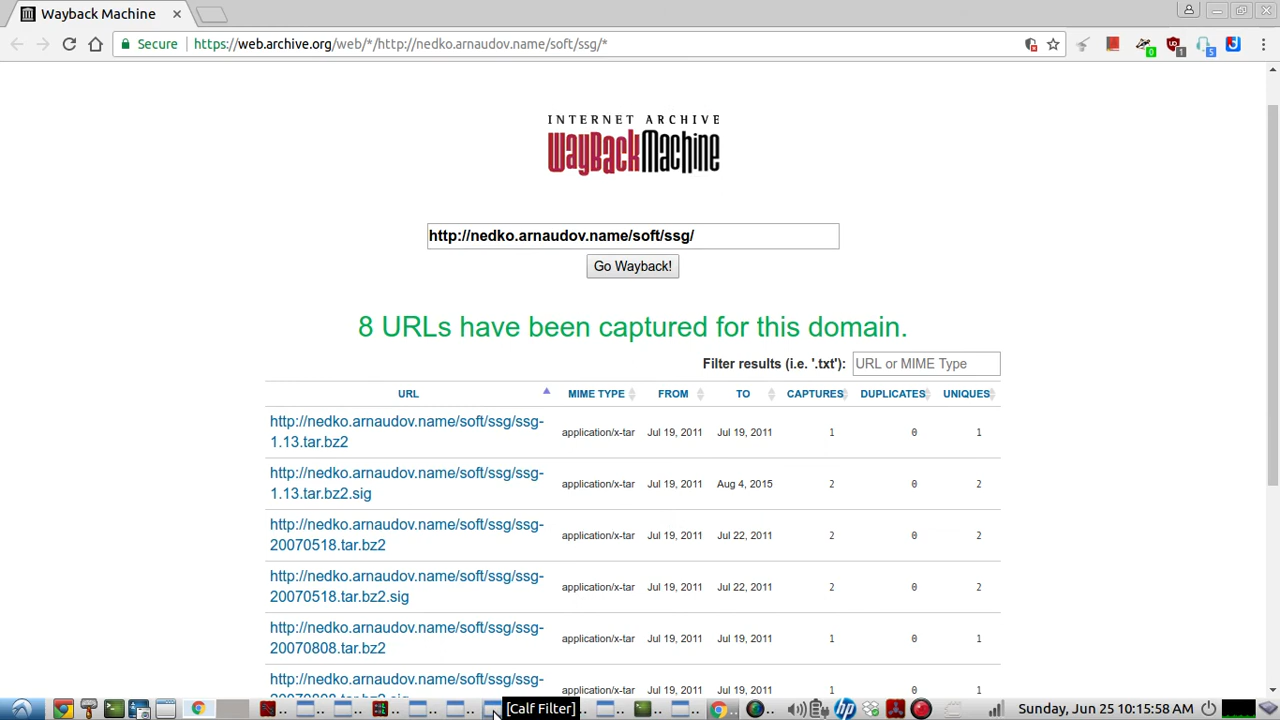 Wayback Machine
Secure
https://web.archive.org/web/*/http://nedko.arnaudov.name/soft/ssg/*
0
1
5
INTERNET ARCHIVE
WayBackMachine
http://nedko.arnaudov.name/soft/ssg/
Go Wayback!
8 URLs have been captured for this domain.
Filter results (i.e. '.txt'): URL or MIME Type
URL MIME TYPE FROM TO CAPTURES DUPLICATES UNIQUES
http://nedko.arnaudov.name/soft/ssg/ssg-
1.13.tar.bz2
application/x-tar Jul 19, 2011 Jul 19, 2011 1 0 1
http://nedko.arnaudov.name/soft/ssg/ssg-
1.13.tar.bz2.sig
application/x-tar Jul 19, 2011 Aug 4, 2015 2 0 2
http://nedko.arnaudov.name/soft/ssg/ssg-
20070518.tar.bz2
application/x-tar Jul 19, 2011 Jul 22, 2011 2 0 2
http://nedko.arnaudov.name/soft/ssg/ssg-
20070518.tar.bz2.sig
application/x-tar Jul 19, 2011 Jul 22, 2011 2 0 2
http://nedko.arnaudov.name/soft/ssg/ssg-
20070808.tar.bz2
application/x-tar Jul 19, 2011 Jul 19, 2011 1 0 1
http://nedko.arnaudov.name/soft/ssg/ssg-
20070808.tar.bz2.sig
application/x-tar Jul 19, 2011 Jul 19, 2011 1 0 1
[Calf Filter]
Sunday, Jun 25 10:15:58 AM